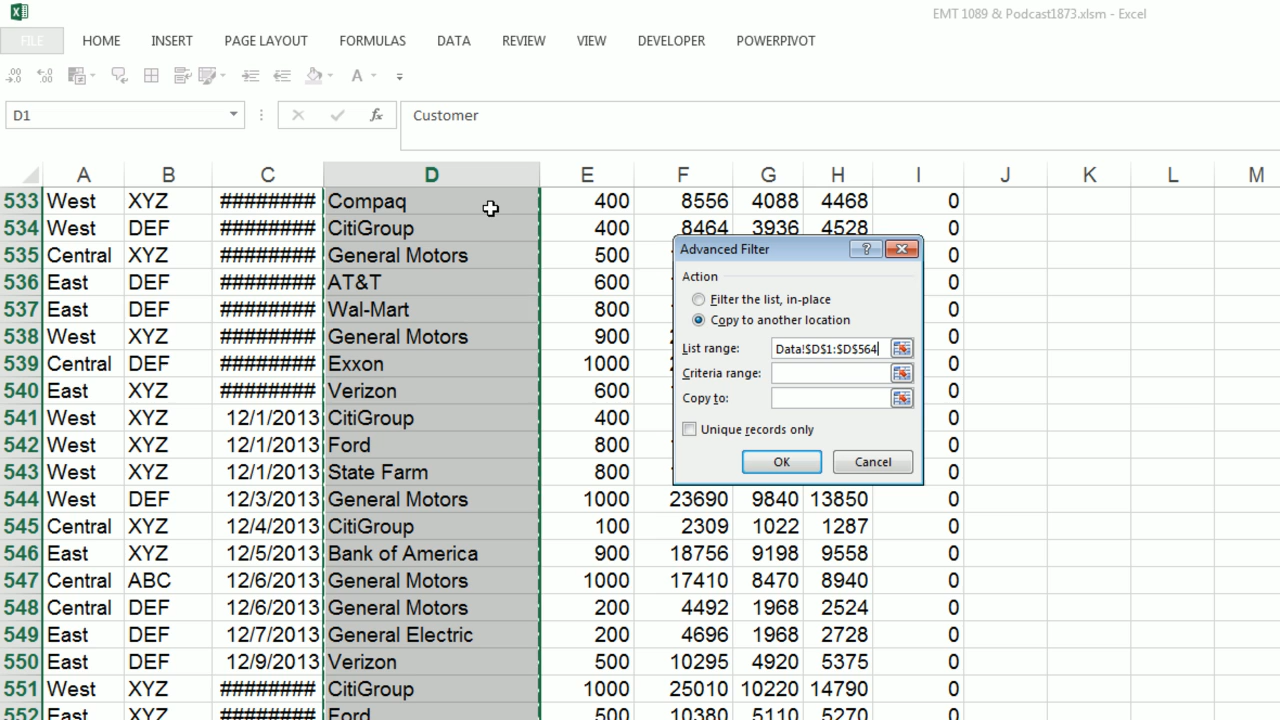 EMT 1089 & Podcast1873.xlsm - Excel
FILE HOME INSERT PAGE LAYOUT FORMULAS DATA REVIEW VIEW DEVELOPER POWERPIVOT
D1 fx Customer
A B C D E F G H I J K L M
533 West XYZ ######## Compaq 400 8556 4088 4468 0
534 West DEF ######## CitiGroup 400 8464 3936 4528 0
535 Central XYZ ######## General Motors 500
536 East DEF ######## AT&T 600
537 East DEF ######## Wal-Mart 800
538 West XYZ ######## General Motors 900
539 Central DEF ######## Exxon 1000
540 East XYZ ######## Verizon 600
541 West XYZ 12/1/2013 CitiGroup 400 0
542 West XYZ 12/1/2013 Ford 800 0
543 West XYZ 12/1/2013 State Farm 800 0
544 West DEF 12/3/2013 General Motors 1000 23690 9840 13850 0
545 Central XYZ 12/4/2013 CitiGroup 100 2309 1022 1287 0
546 East XYZ 12/5/2013 Bank of America 900 18756 9198 9558 0
547 Central ABC 12/6/2013 General Motors 1000 17410 8470 8940 0
548 Central DEF 12/6/2013 General Motors 200 4492 1968 2524 0
549 East DEF 12/7/2013 General Electric 200 4696 1968 2728 0
550 East DEF 12/9/2013 Verizon 500 10295 4920 5375 0
551 West XYZ ######## CitiGroup 1000 25010 10220 14790 0
552 East XYZ ######## Ford 500 10380 5110 5270 0
Advanced Filter
Action
Filter the list, in-place
Copy to another location
List range: Data!$D$1:$D$564
Criteria range:
Copy to:
Unique records only
OK Cancel